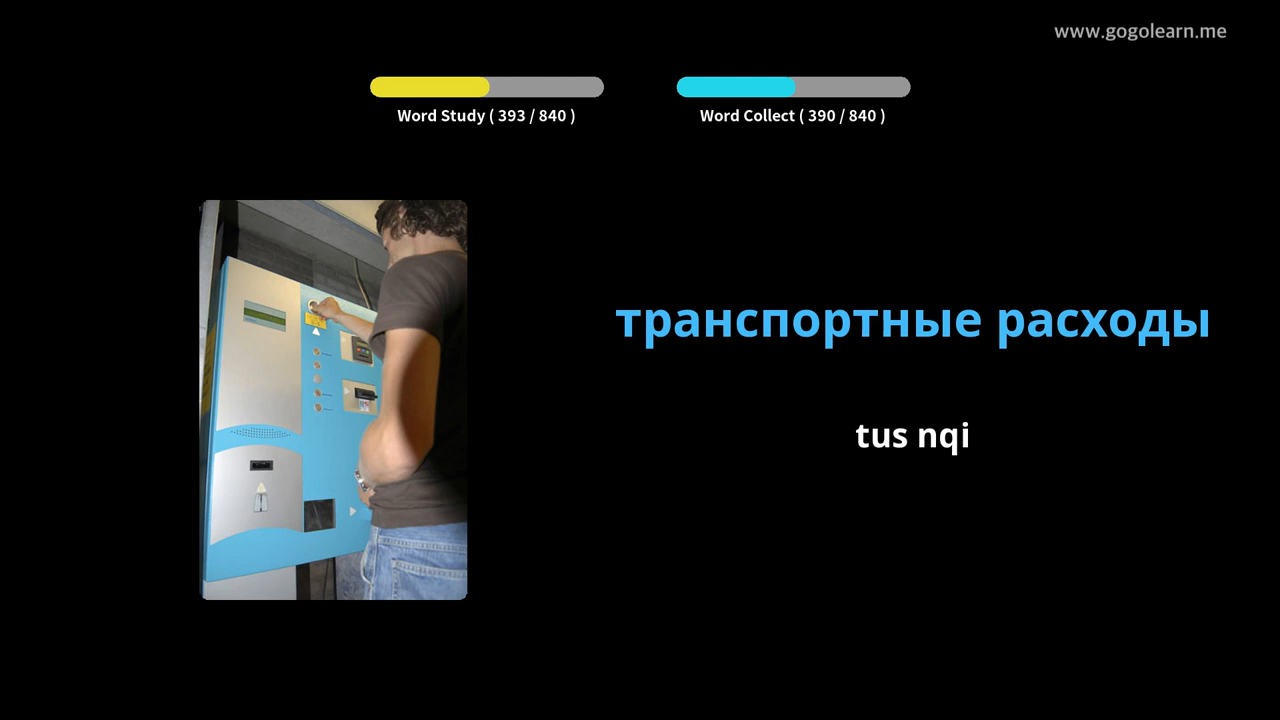 www.gogolearn.me
Word Study ( 393 / 840 )
Word Collect ( 390 / 840 )
транспортные расходы
tus nqi